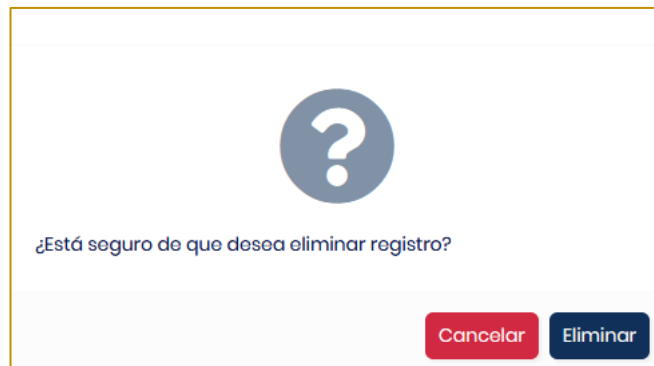 ¿Está seguro de que desea eliminar registro?
Cancelar
Eliminar